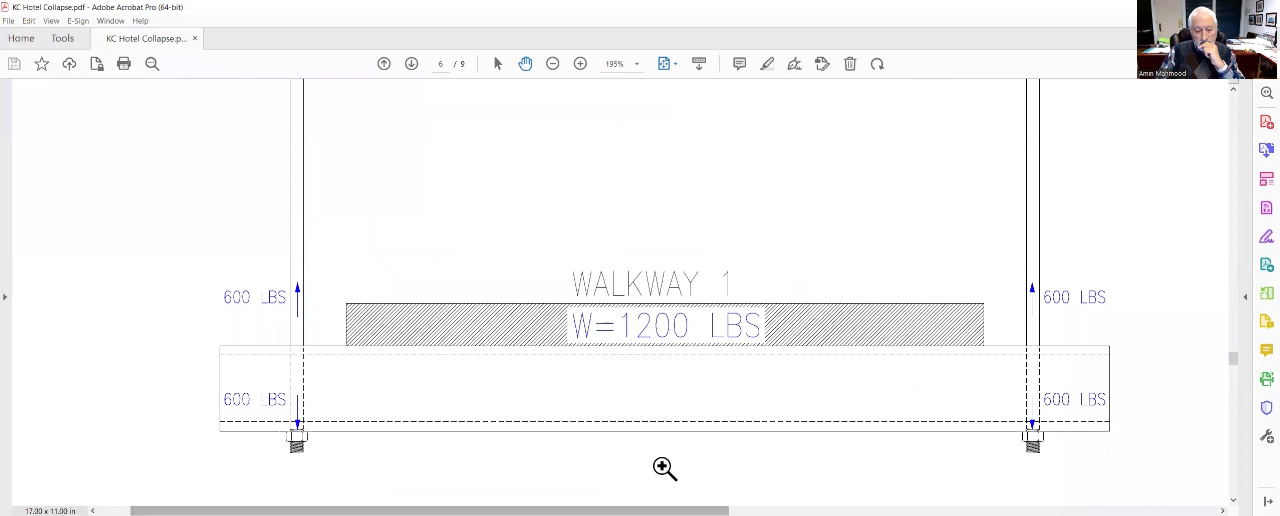 KC Hotel Collapse.pdf - Adobe Acrobat Pro (64-bit)
File Edit View E-Sign Window Help
Home Tools KC Hotel Collapse.p... ×
6 / 9 195%
Amin Mahmood
WALKWAY 1
600 LBS 600 LBS
W=1200 LBS
600 LBS 600 LBS
17.00 x 11.00 in